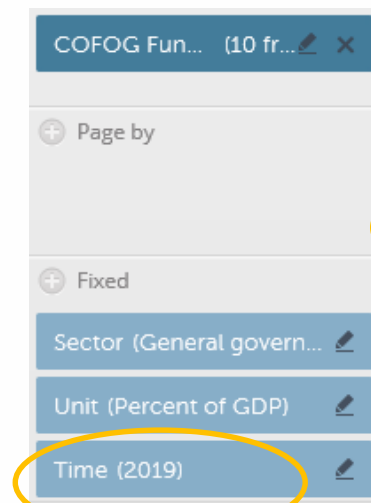 COFOG Fun... (10 fr...
Page by
Fixed
Sector (General govern...
Unit (Percent of GDP)
Time (2019)